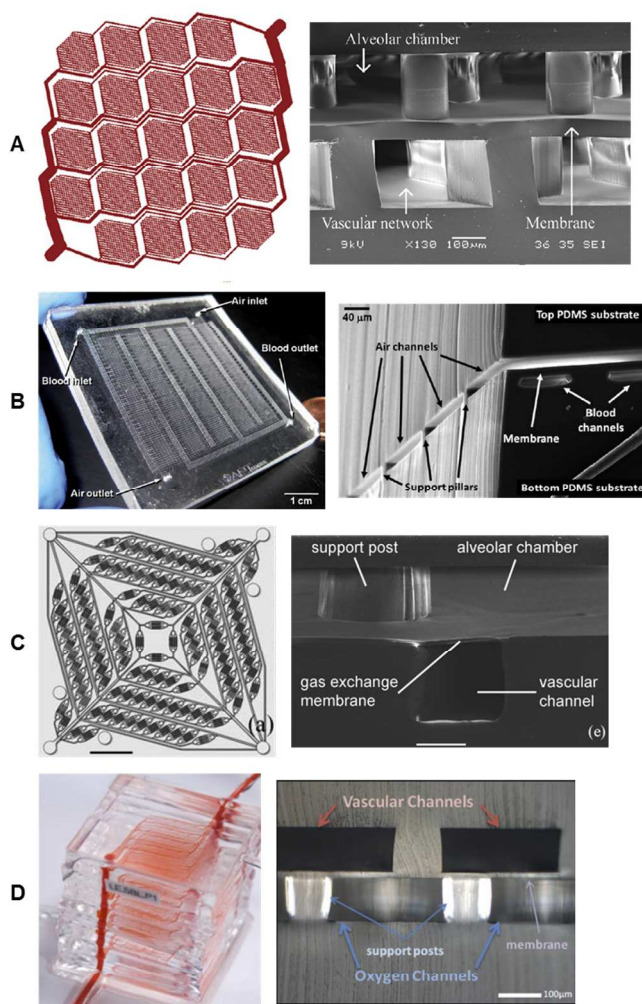 A
Alveolar chamber
Vascular network
Membrane
9kV X130 100µm 36 35 SEI
B
Air inlet
Blood inlet
Blood outlet
Air outlet
1 cm
40 µm
Top PDMS substrate
Air channels
Membrane
Blood channels
Support pillars
Bottom PDMS substrate
C
(a)
support post
alveolar chamber
gas exchange
membrane
vascular
channel
(e)
D
Vascular Channels
support posts
membrane
Oxygen Channels
100µm